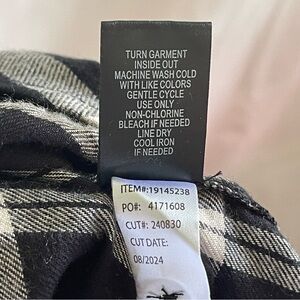 TURN GARMENT
INSIDE OUT
MACHINE WASH COLD
WITH LIKE COLORS
GENTLE CYCLE
USE ONLY
NON-CHLORINE
BLEACH IF NEEDED
LINE DRY
COOL IRON
IF NEEDED
ITEM#:19145238
PO#: 4171608
CUT#: 240830
CUT DATE:
08/2024